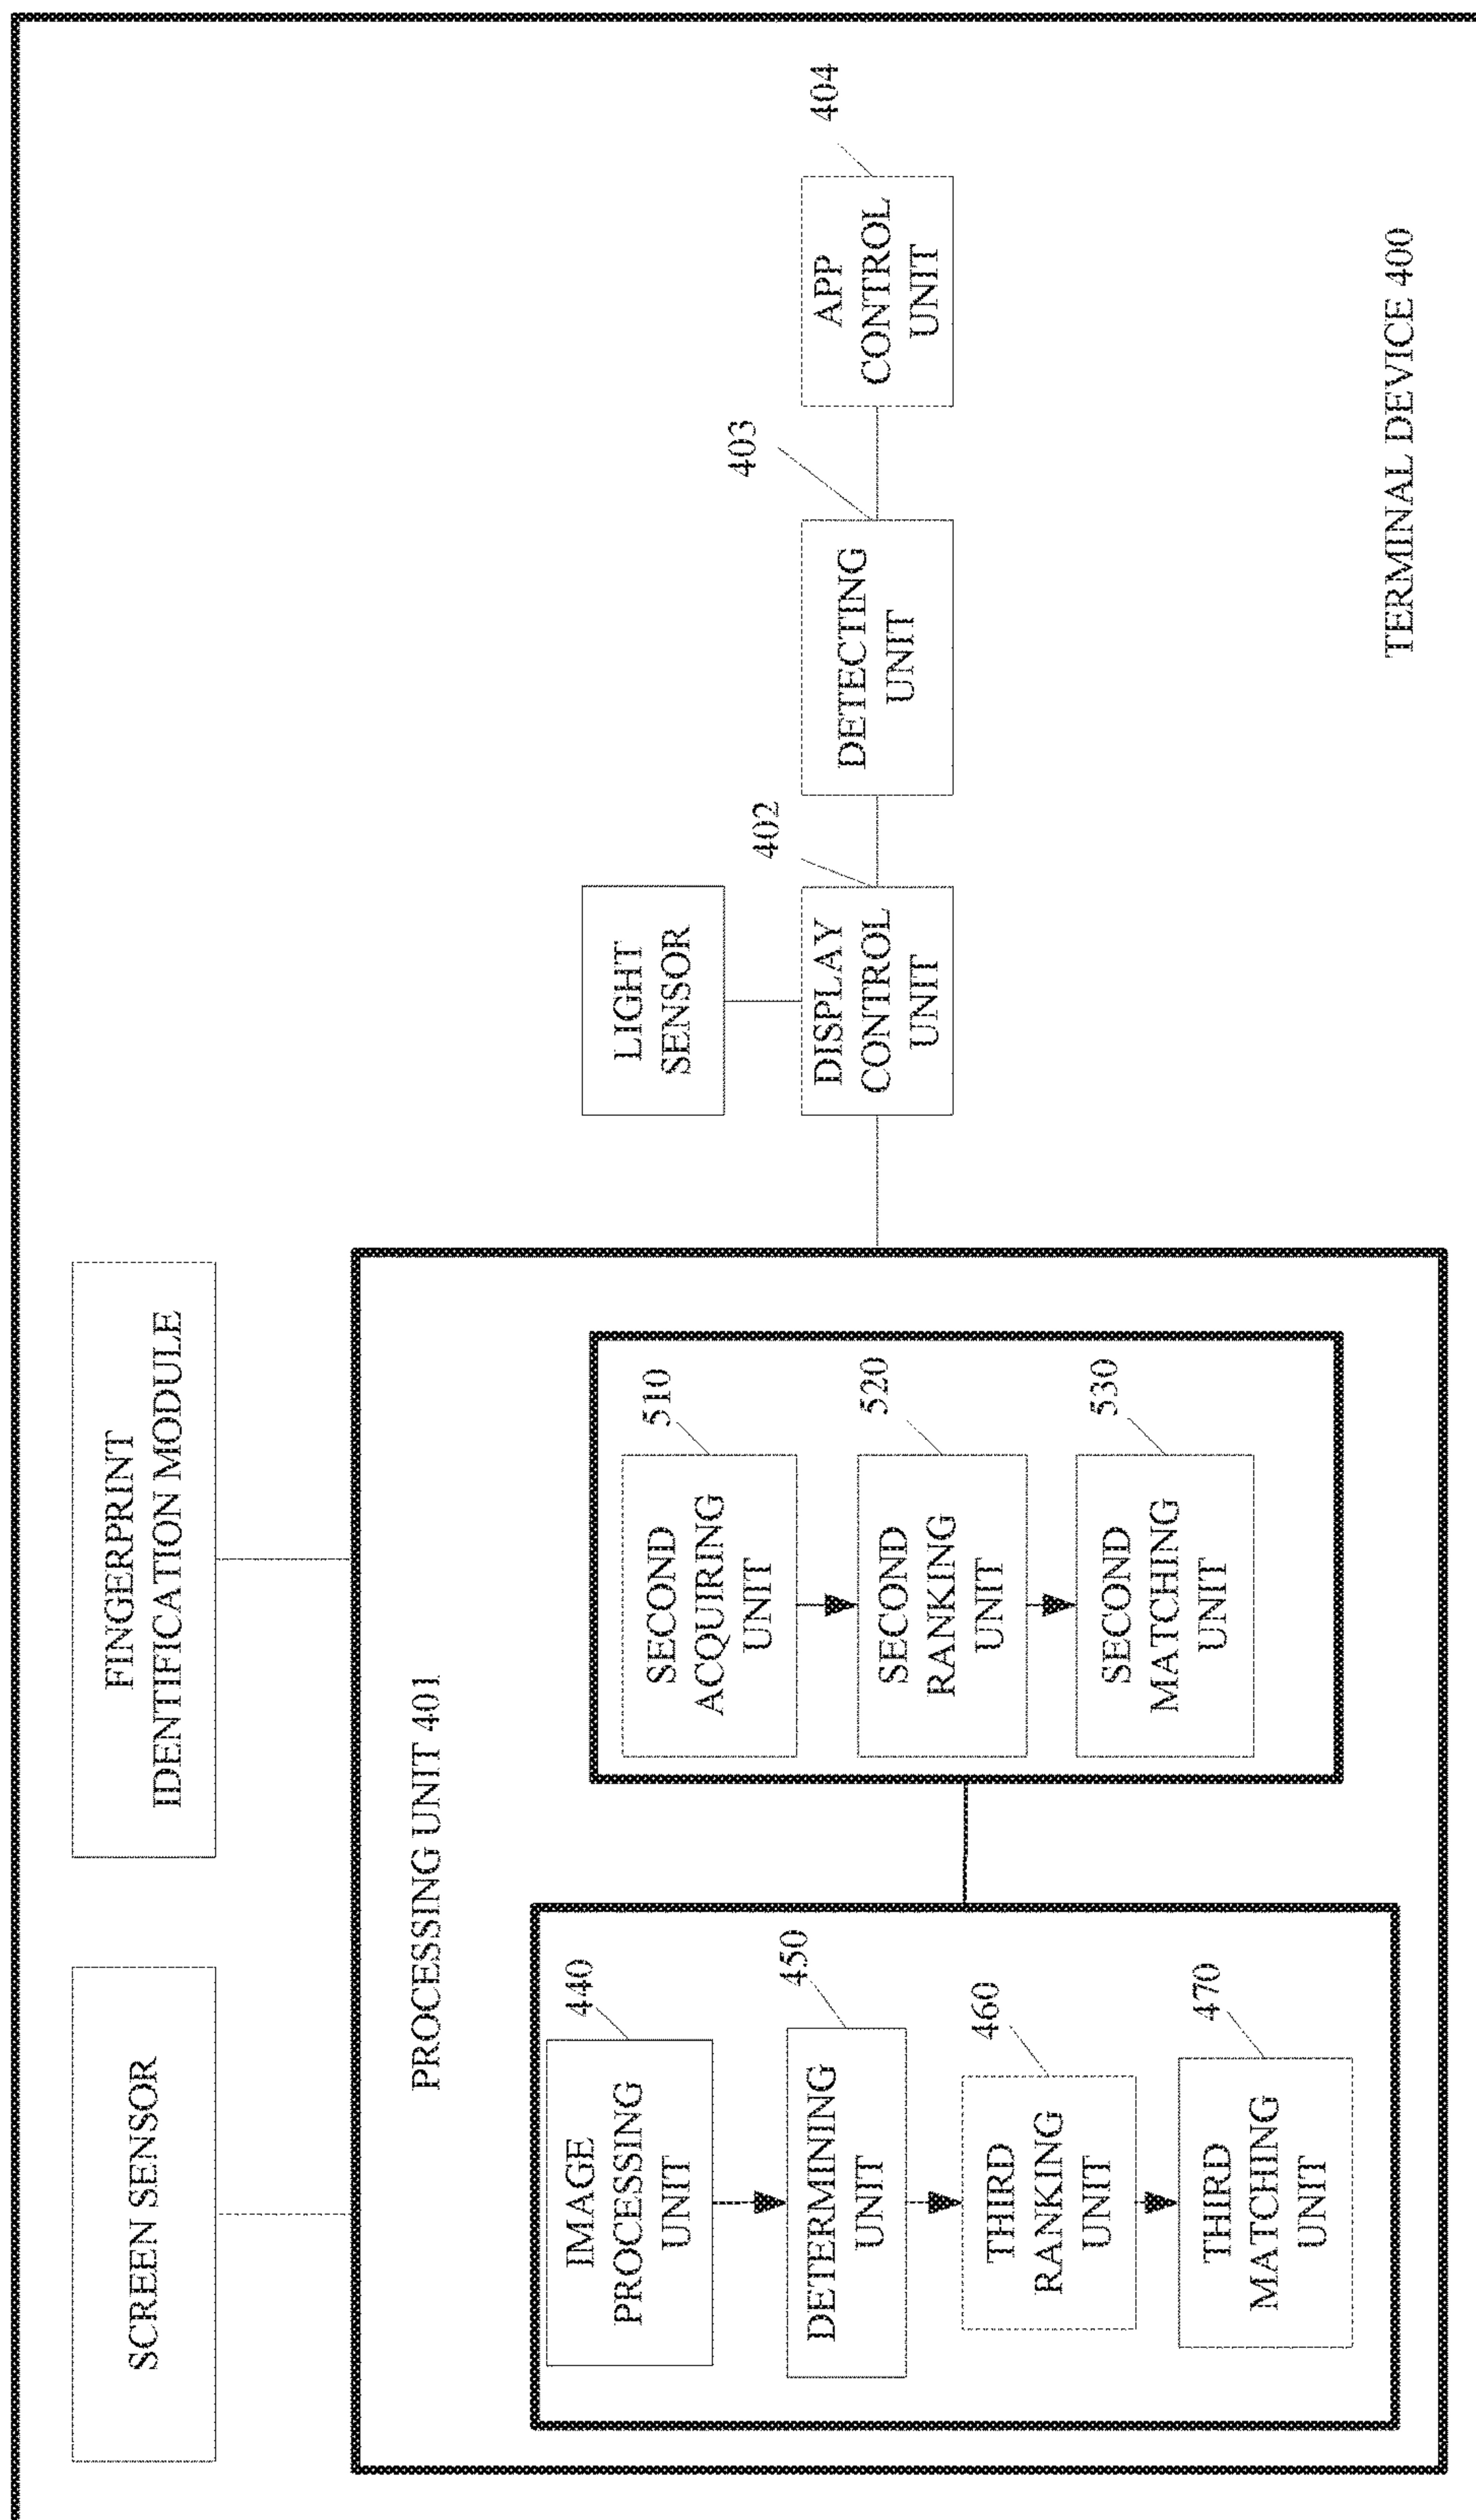 SCREEN SENSOR
FINGERPRINT
IDENTIFICATION MODULE
PROCESSING UNIT 401
440
IMAGE
PROCESSING
UNIT
450
DETERMINING
UNIT
460
THIRD
RANKING
UNIT
470
THIRD
MATCHING
UNIT
510
SECOND
ACQUIRING
UNIT
520
SECOND
RANKING
UNIT
530
SECOND
MATCHING
UNIT
LIGHT
SENSOR
402
DISPLAY
CONTROL
UNIT
403
DETECTING
UNIT
404
APP
CONTROL
UNIT
TERMINAL DEVICE 400